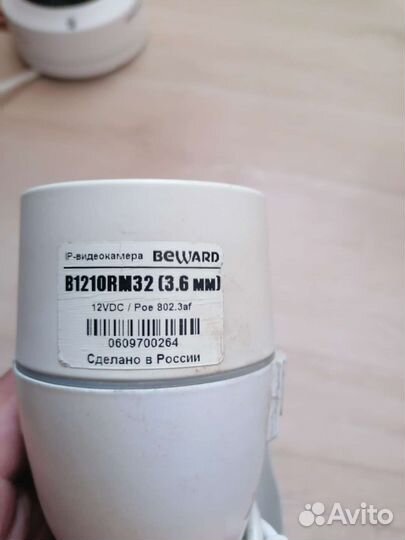 IP-видеокамера BEWARD
B1210RM32 (3.6 мм)
12VDC / Poe 802.3af
0609700264
Сделано в России
Avito